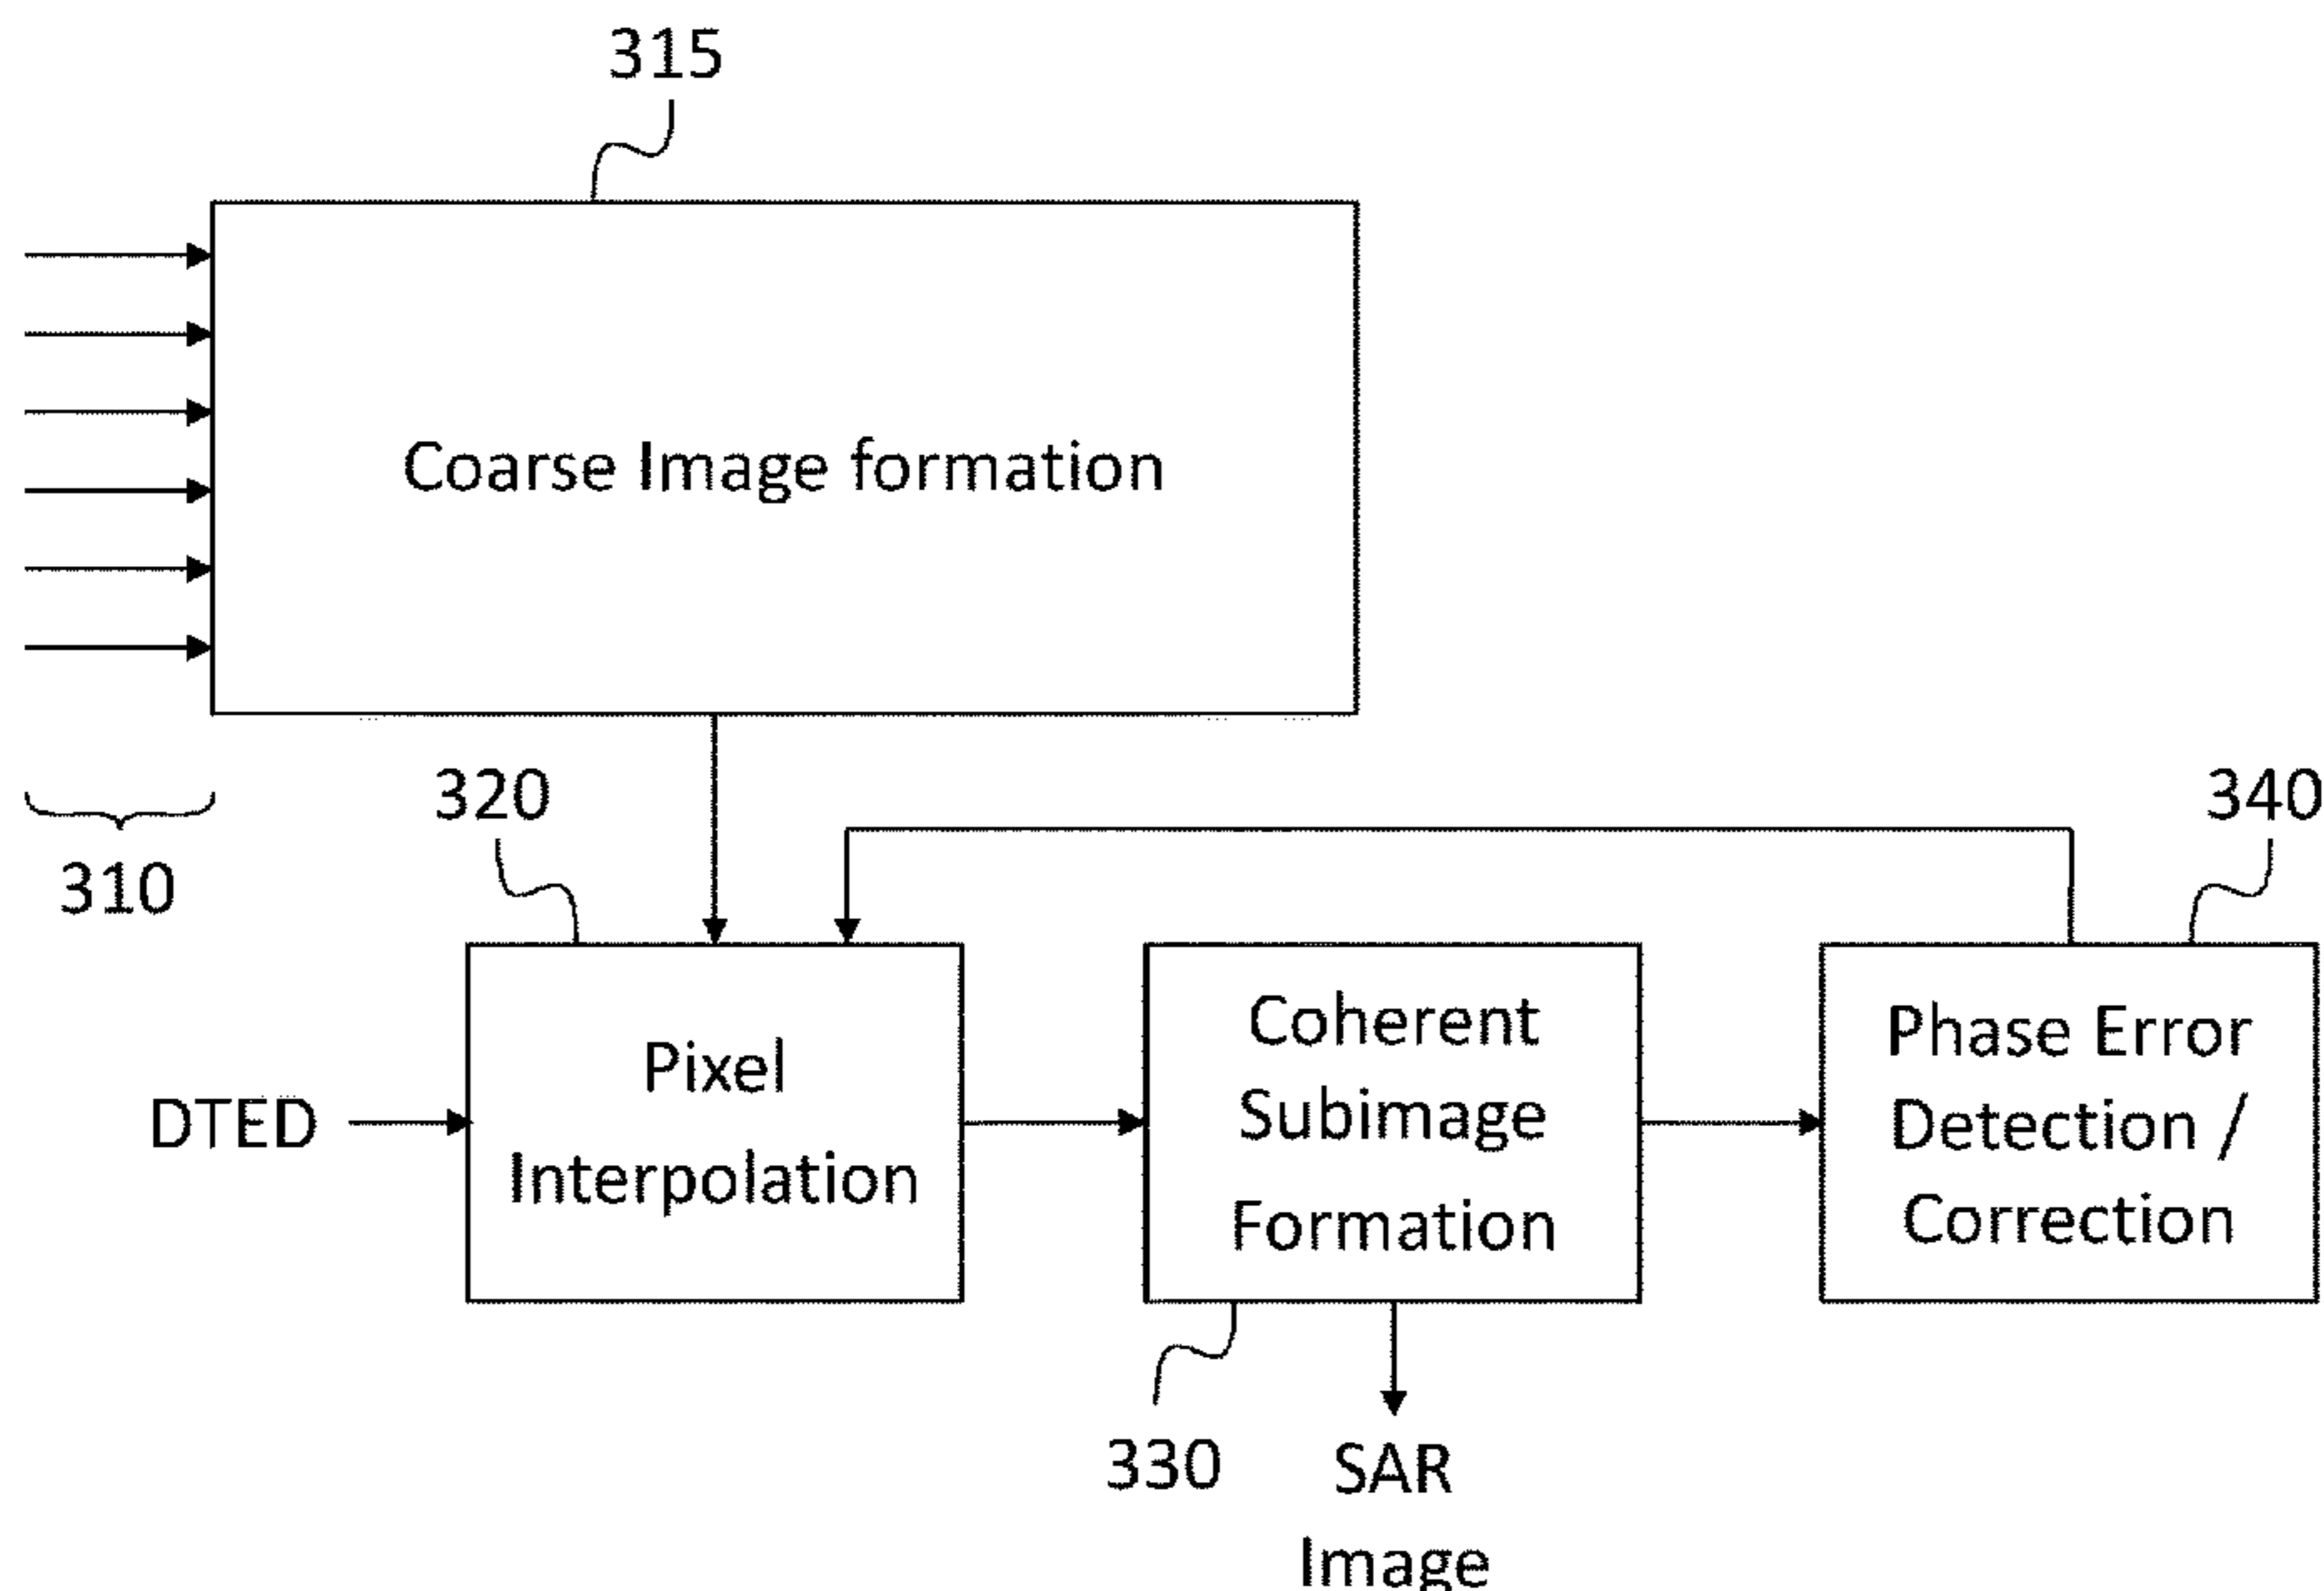 315
Coarse Image formation
310
320
340
DTED
Pixel
Interpolation
Coherent
Subimage
Formation
Phase Error
Detection /
Correction
330
SAR
Image